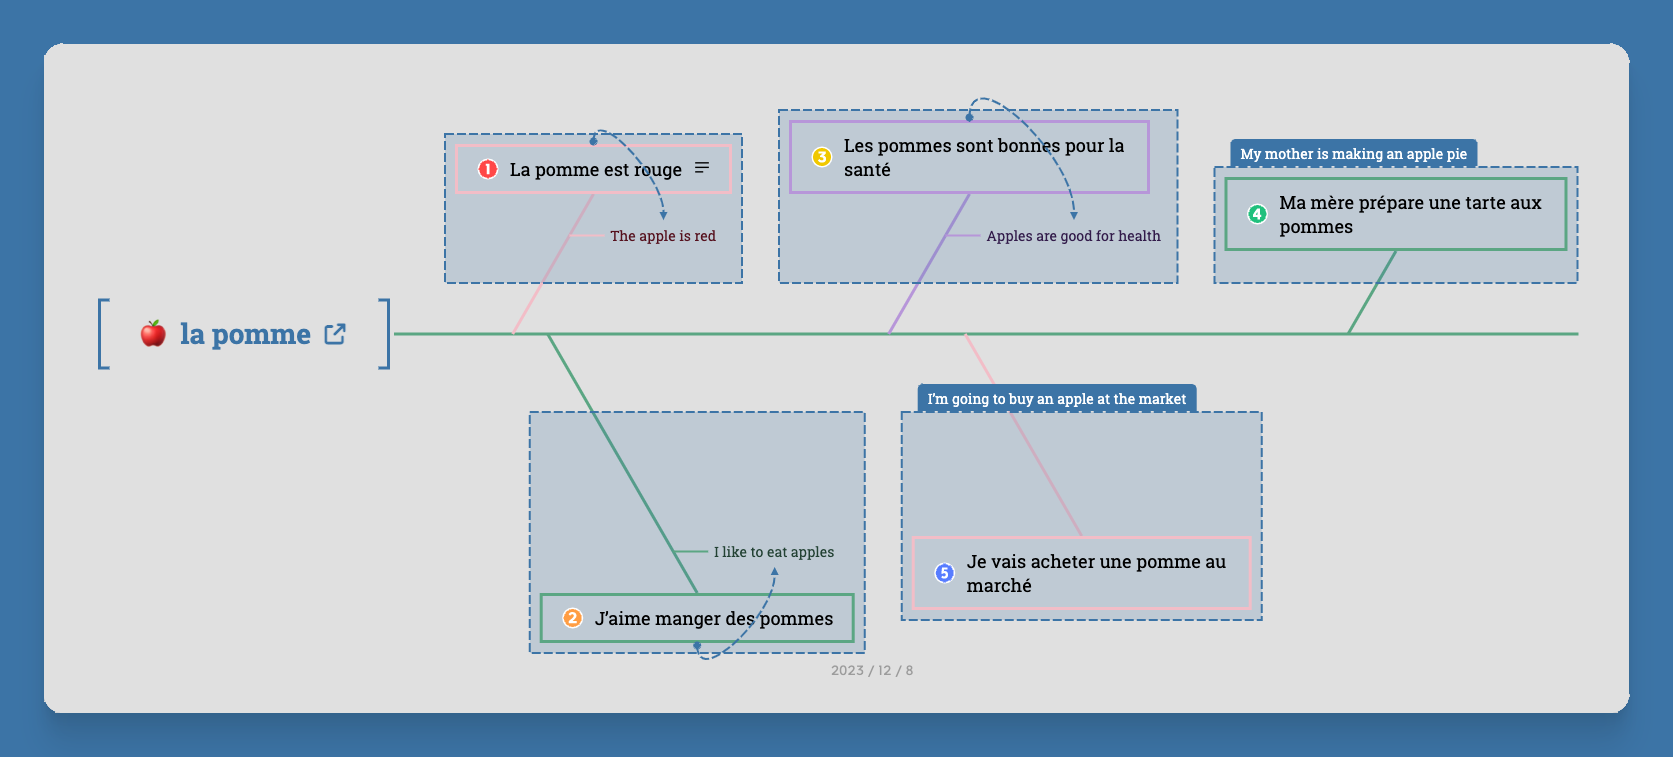 🍎 la pomme
1 La pomme est rouge
The apple is red
2 J’aime manger des pommes
I like to eat apples
3 Les pommes sont bonnes pour la
santé
Apples are good for health
My mother is making an apple pie
4 Ma mère prépare une tarte aux
pommes
I’m going to buy an apple at the market
5 Je vais acheter une pomme au
marché
2023 / 12 / 8